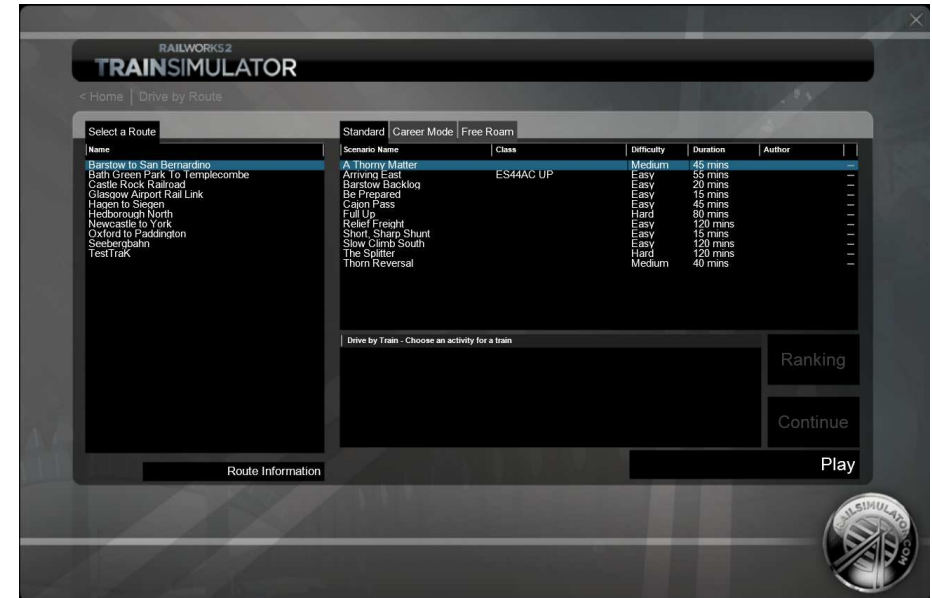 RAILWORKS2
TRAINSIMULATOR
< Home | Drive by Route
Select a Route
Name
Barstow to San Bernardino
Bath Green Park To Templecombe
Castle Rock Railroad
Glasgow Airport Rail Link
Hagen to Siegen
Hedborough North
Newcastle to York
Oxford to Paddington
Seebergbahn
TestTraK
Route Information
Standard Career Mode Free Roam
Scenario Name Class Difficulty Duration Author
A Thorny Matter Medium 45 mins –
Arriving East ES44AC UP Easy 55 mins –
Barstow Backlog Easy 20 mins –
Be Prepared Easy 15 mins –
Cajon Pass Easy 45 mins –
Full Up Hard 80 mins –
Relief Freight Easy 120 mins –
Short, Sharp Shunt Easy 15 mins –
Slow Climb South Easy 120 mins –
The Splitter Hard 120 mins –
Thorn Reversal Medium 40 mins –
Drive by Train - Choose an activity for a train
Ranking
Continue
Play
RAILSIMULATOR.COM